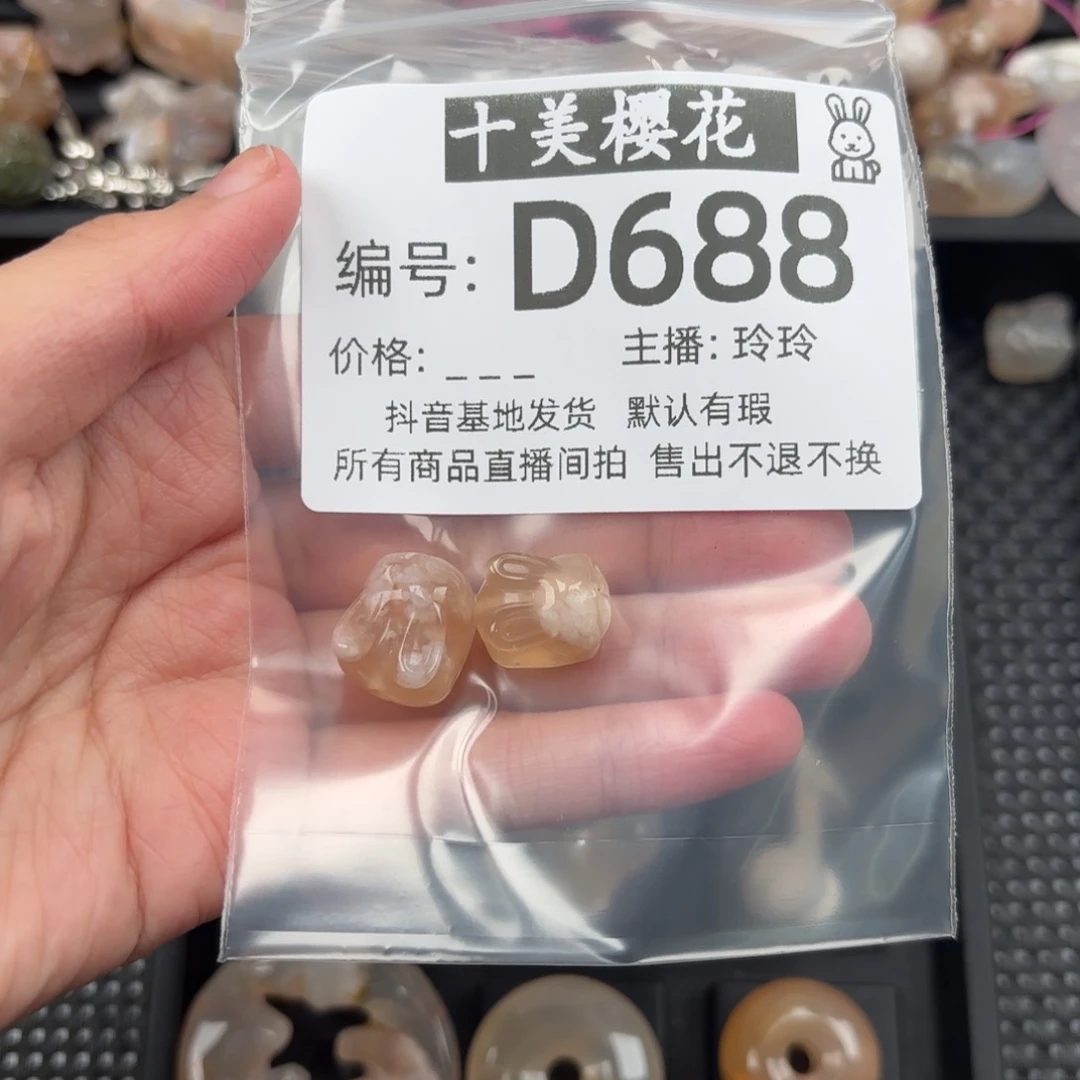 十美樱花
编号: D688
价格: _ _ _ 主播: 玲玲
抖音基地发货 默认有瑕
所有商品直播间拍 售出不退不换